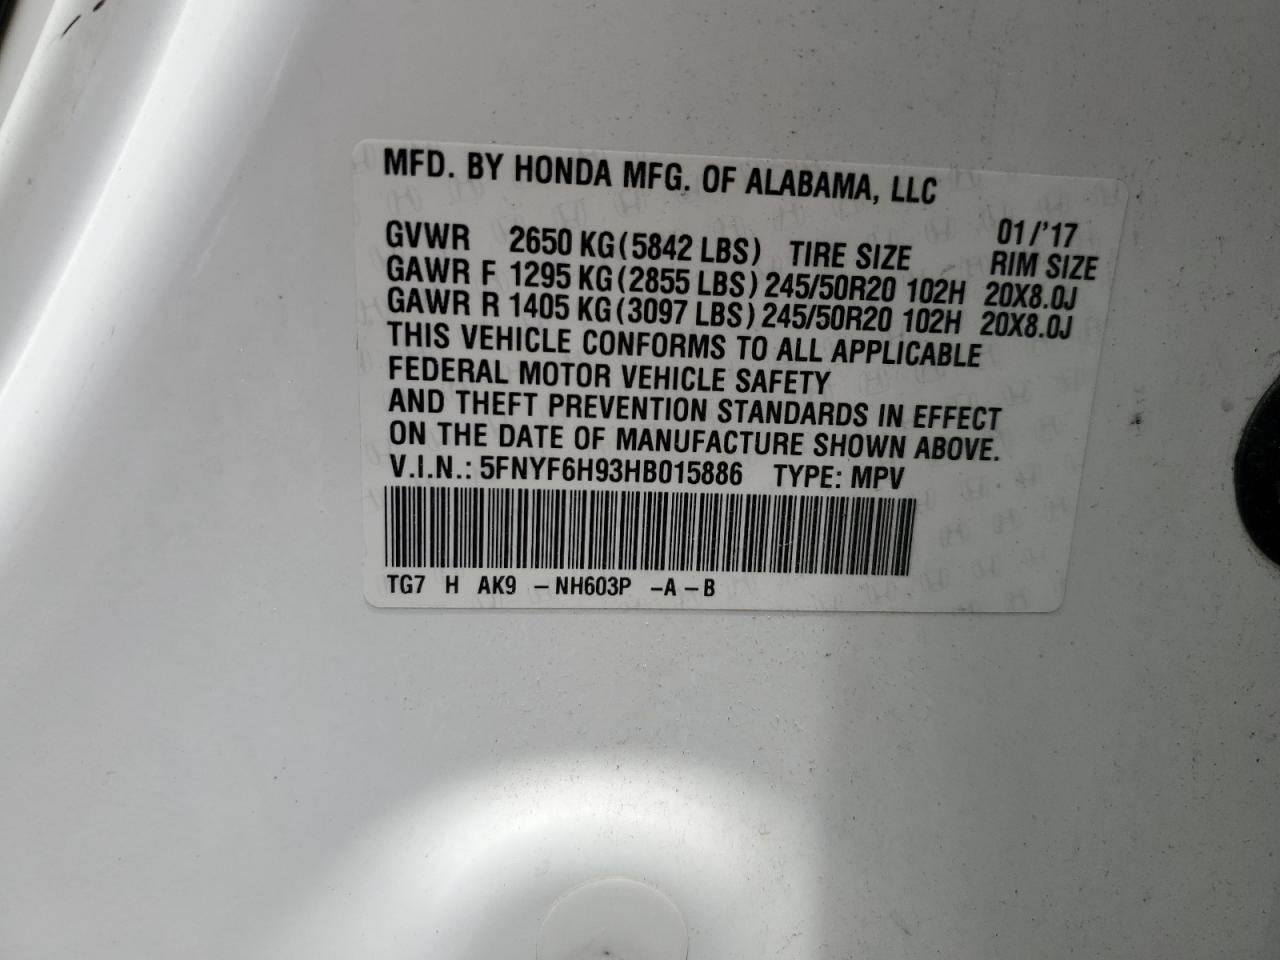 MFD. BY HONDA MFG. OF ALABAMA, LLC
01/'17
GVWR 2650 KG(5842 LBS) TIRE SIZE RIM SIZE
GAWR F 1295 KG(2855 LBS) 245/50R20 102H 20X8.0J
GAWR R 1405 KG(3097 LBS) 245/50R20 102H 20X8.0J
THIS VEHICLE CONFORMS TO ALL APPLICABLE
FEDERAL MOTOR VEHICLE SAFETY
AND THEFT PREVENTION STANDARDS IN EFFECT
ON THE DATE OF MANUFACTURE SHOWN ABOVE.
V.I.N.: 5FNYF6H93HB015886 TYPE: MPV
TG7 H AK9 -NH603P -A-B